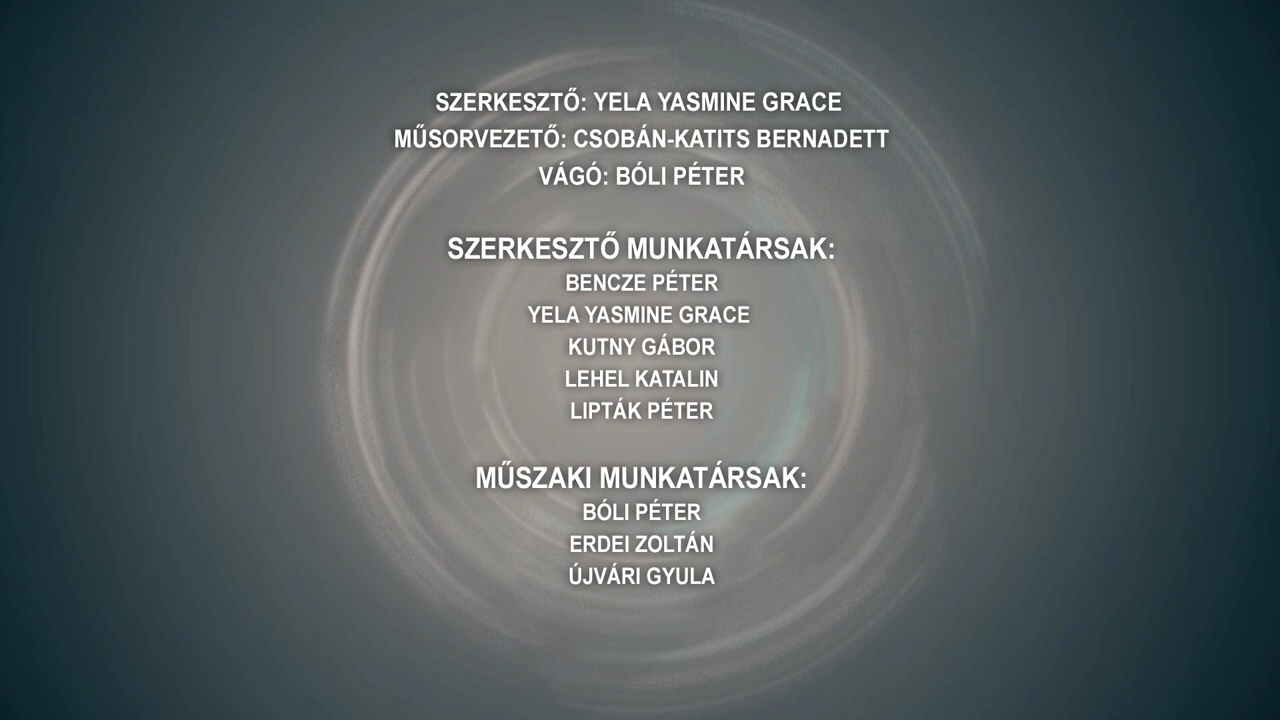 SZERKESZTŐ: YELA YASMINE GRACE
MŰSORVEZETŐ: CSOBÁN-KATITS BERNADETT
VÁGÓ: BÓLI PÉTER
SZERKESZTŐ MUNKATÁRSAK:
BENCZE PÉTER
YELA YASMINE GRACE
KUTNY GÁBOR
LEHEL KATALIN
LIPTÁK PÉTER
MŰSZAKI MUNKATÁRSAK:
BÓLI PÉTER
ERDEI ZOLTÁN
ÚJVÁRI GYULA